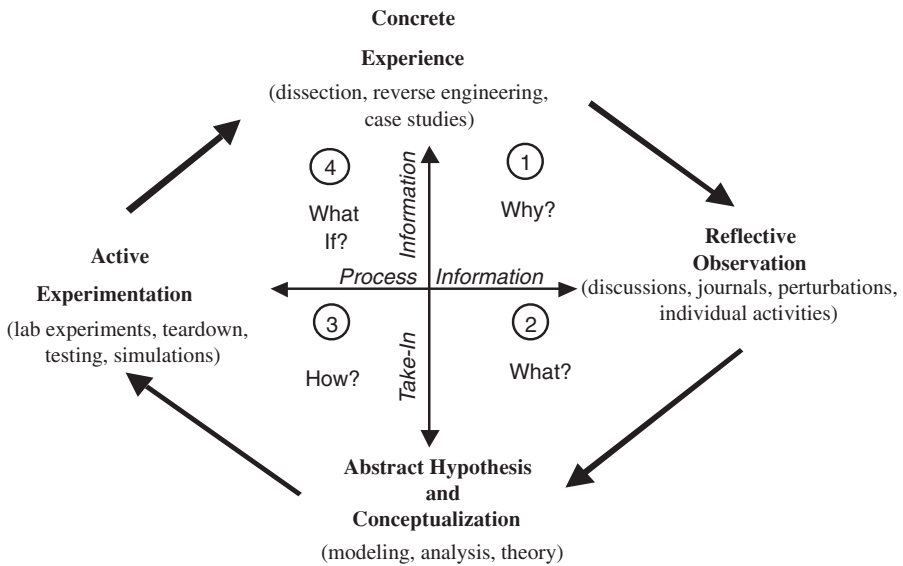 Concrete
Experience
(dissection, reverse engineering,
case studies)
4
What
If?
1
Why?
Information
Process Information
Take-In
Active
Experimentation
(lab experiments, teardown,
testing, simulations)
Reflective
Observation
(discussions, journals, perturbations,
individual activities)
3
How?
2
What?
Abstract Hypothesis
and
Conceptualization
(modeling, analysis, theory)